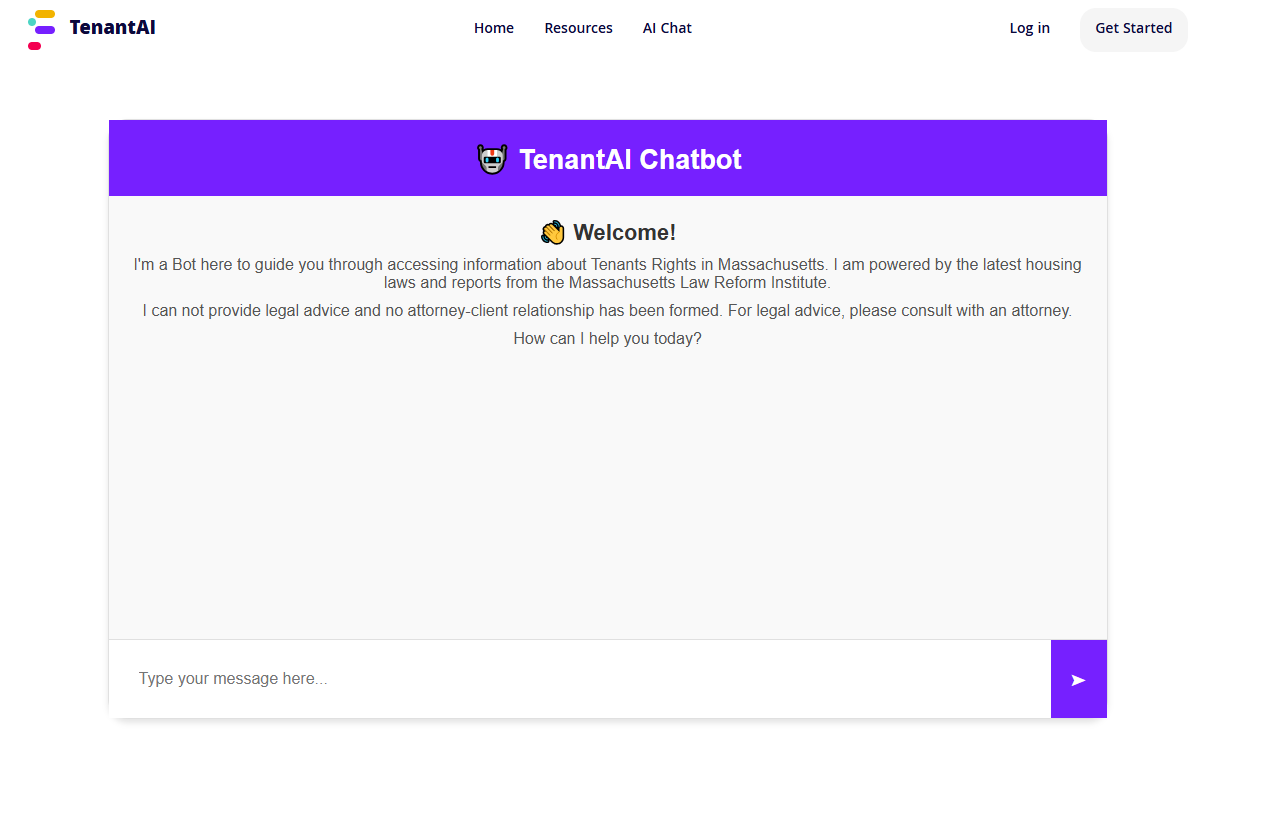 TenantAI
Home
Resources
AI Chat
Log in
Get Started
TenantAI Chatbot
Welcome!
I'm a Bot here to guide you through accessing information about Tenants Rights in Massachusetts. I am powered by the latest housing
laws and reports from the Massachusetts Law Reform Institute.
I can not provide legal advice and no attorney-client relationship has been formed. For legal advice, please consult with an attorney.
How can I help you today?
Type your message here...